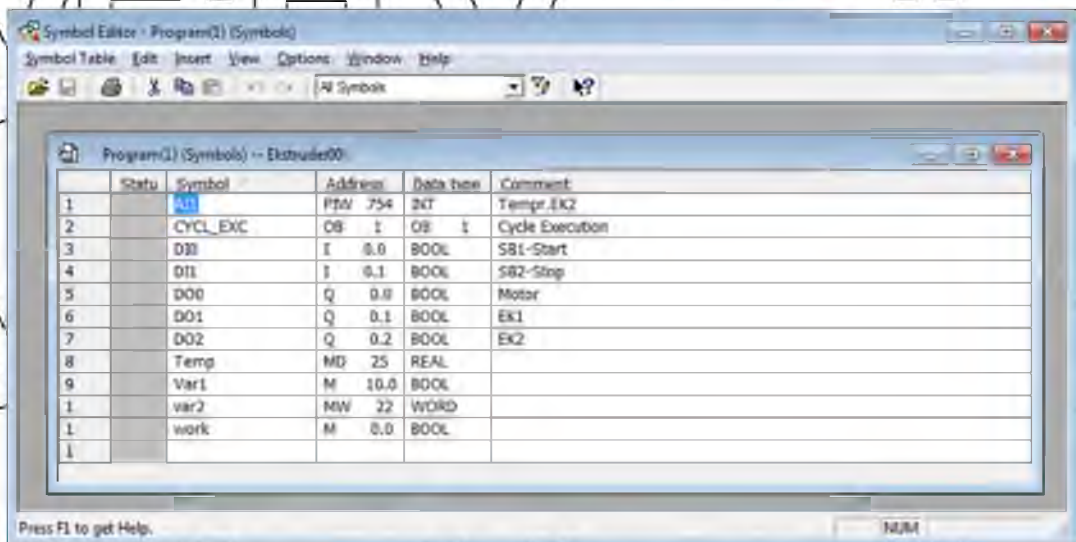 Symbol Editor - Program(1) (Symbols)
Symbol Table Edit Insert View Options Window Help
All Symbols
Program(1) (Symbols) -- Ekstruder00\
Statu Symbol Address Data type Comment
1 AI1 PIW 754 INT Tempr.EK2
2 CYCL_EXC OB 1 OB 1 Cycle Execution
3 DI0 I 0.0 BOOL SB1-Start
4 DI1 I 0.1 BOOL SB2-Stop
5 DO0 Q 0.0 BOOL Motor
6 DO1 Q 0.1 BOOL EK1
7 DO2 Q 0.2 BOOL EK2
8 Temp MD 25 REAL
9 Var1 M 10.0 BOOL
1 var2 MW 22 WORD
1 work M 0.0 BOOL
1
Press F1 to get Help. NUM